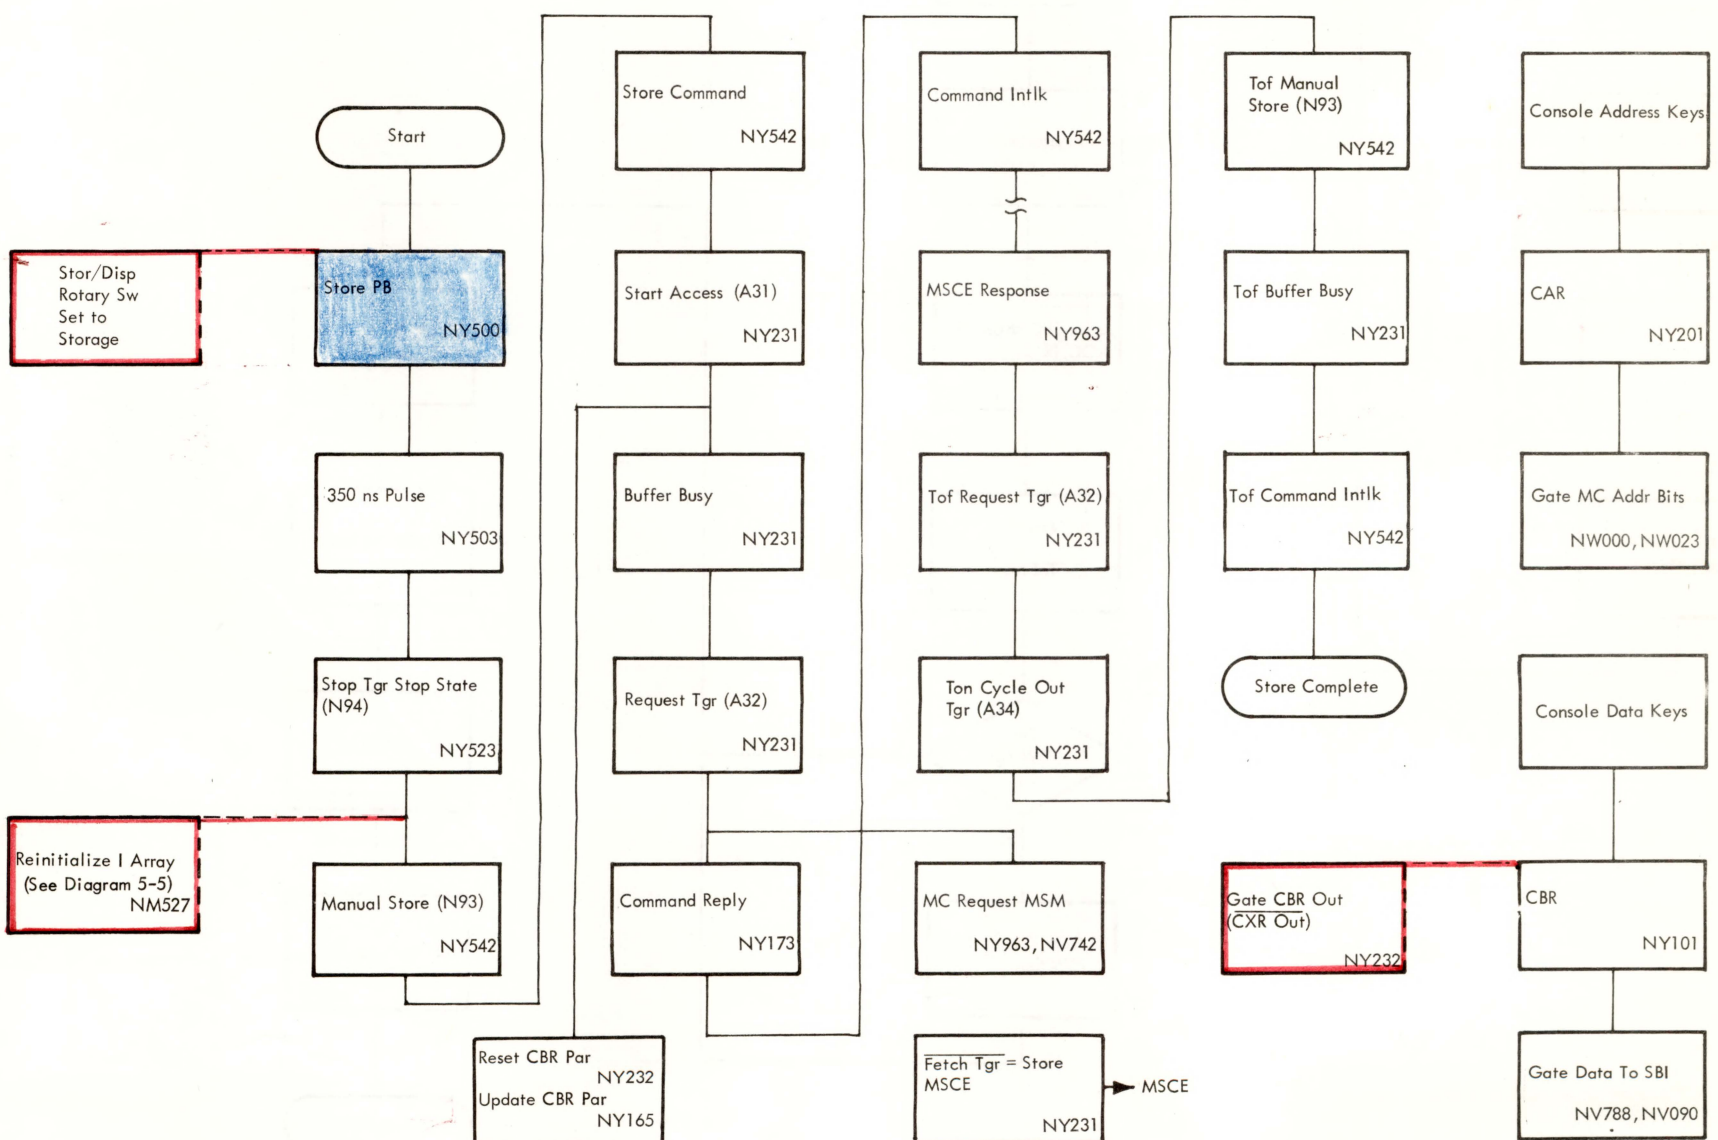 Start
Stor/Disp
Rotary Sw
Set to
Storage
Store PB
NY500
350 ns Pulse
NY503
Stop Tgr Stop State
(N94)
NY523
Reinitialize I Array
(See Diagram 5-5)
NM527
Manual Store (N93)
NY542
Store Command
NY542
Start Access (A31)
NY231
Buffer Busy
NY231
Request Tgr (A32)
NY231
Command Reply
NY173
Reset CBR Par
NY232
Update CBR Par
NY165
Command Intlk
NY542
MSCE Response
NY963
Tof Request Tgr (A32)
NY231
Ton Cycle Out
Tgr (A34)
NY231
MC Request MSM
NY963, NV742
Fetch Tgr = Store
MSCE
NY231
MSCE
Tof Manual
Store (N93)
NY542
Tof Buffer Busy
NY231
Tof Command Intlk
NY542
Store Complete
Gate CBR Out
(CXR Out)
NY232
Console Address Keys
CAR
NY201
Gate MC Addr Bits
NW000, NW023
Console Data Keys
CBR
NY101
Gate Data To SBI
NV788, NV090